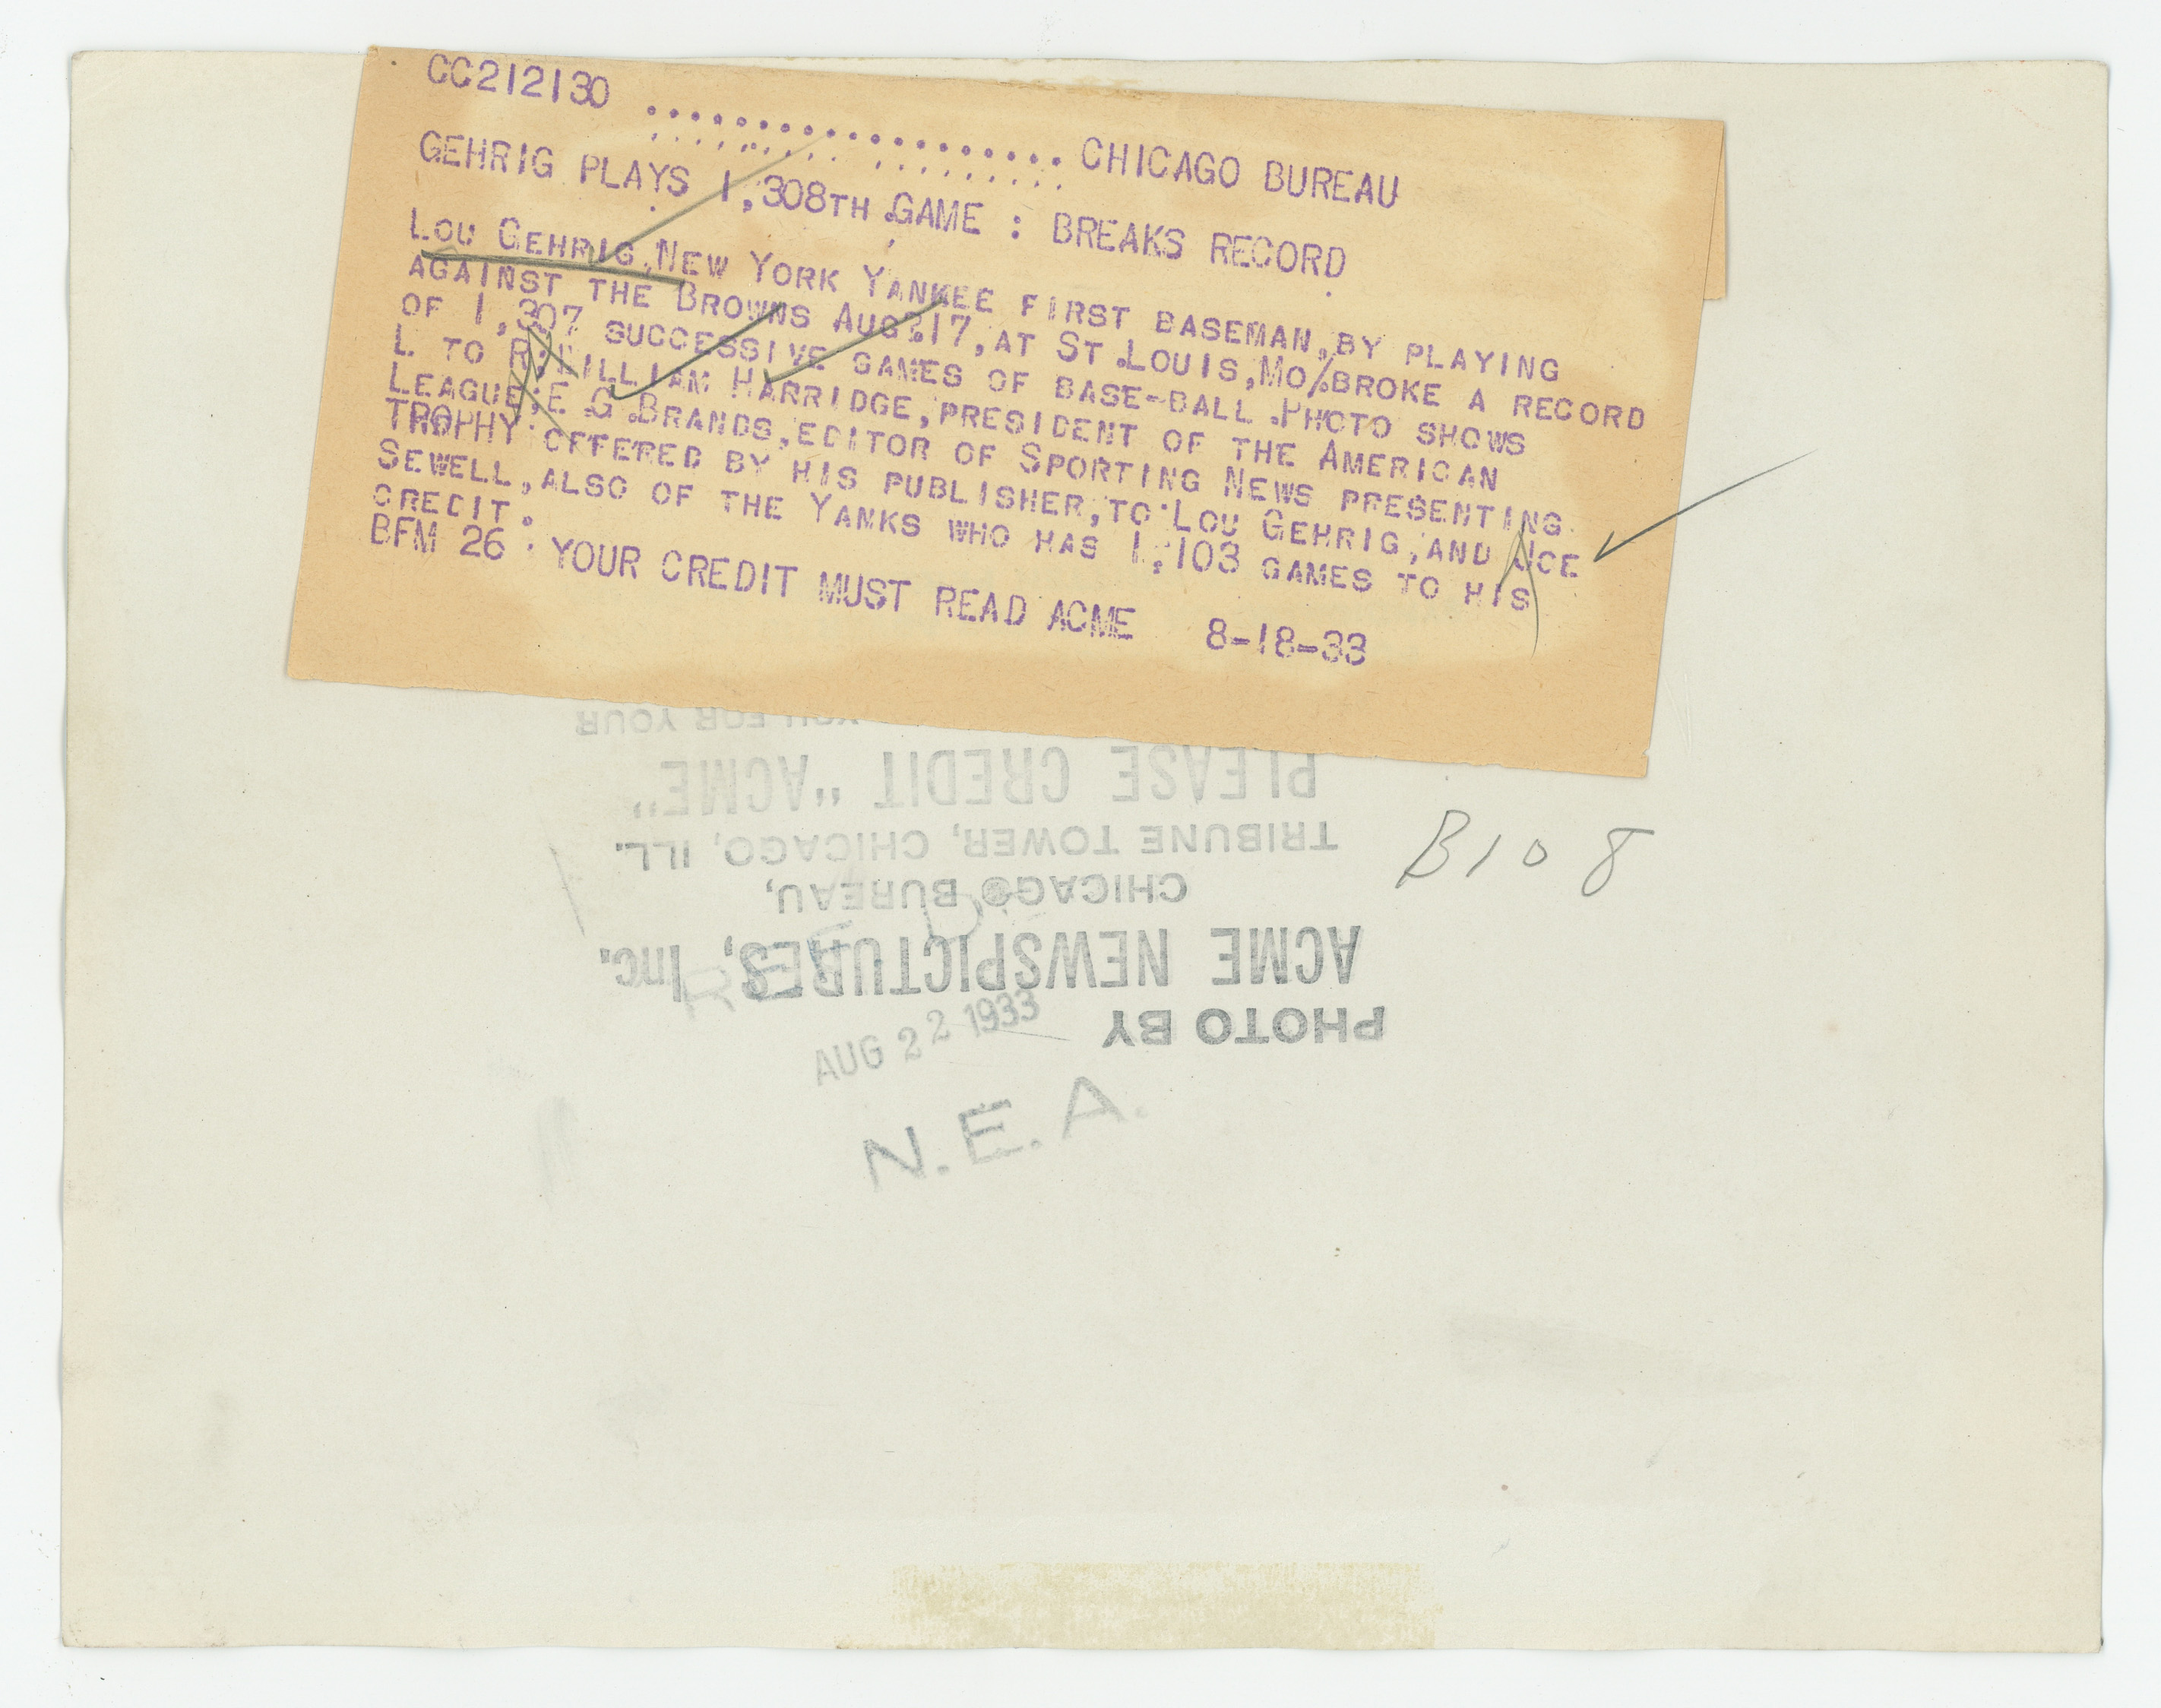 CC212130 .................... CHICAGO BUREAU
GEHRIG PLAYS 1,308TH GAME : BREAKS RECORD
LOU GEHRIG, NEW YORK YANKEE FIRST BASEMAN, BY PLAYING
AGAINST THE BROWNS AUG. 17, AT ST. LOUIS, MO% BROKE A RECORD
OF 1,307 SUCCESSIVE GAMES OF BASE-BALL. PHOTO SHOWS
L TO R: WILLIAM HARRIDGE, PRESIDENT OF THE AMERICAN
LEAGUE; E G BRANDS, EDITOR OF SPORTING NEWS PRESENTING
TROPHY OFFERED BY HIS PUBLISHER, TO LOU GEHRIG, AND JOE
SEWELL, ALSO OF THE YANKS WHO HAS 1,103 GAMES TO HIS
CREDIT.
BFM 26 YOUR CREDIT MUST READ ACME 8-18-33
YOU FOR YOUR
PLEASE CREDIT "ACME"
TRIBUNE TOWER, CHICAGO, ILL.
CHICAGO BUREAU,
ACME NEWSPICTURES, Inc.
PHOTO BY
B108
AUG 22 1933
N.E.A.